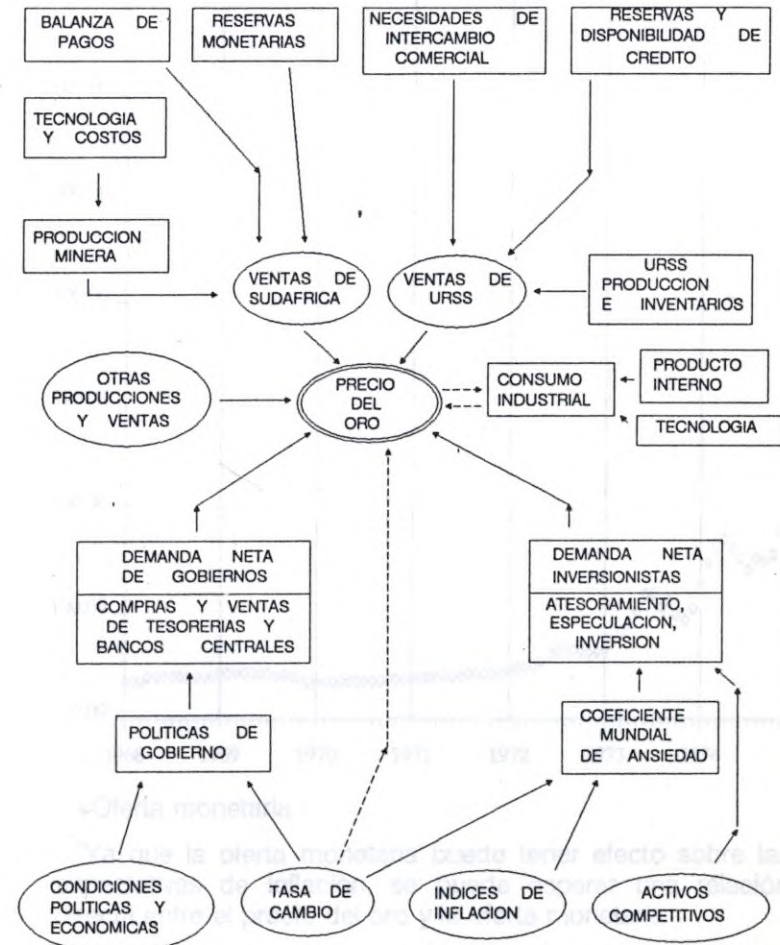 BALANZA DE
PAGOS
RESERVAS
MONETARIAS
NECESIDADES DE
INTERCAMBIO
COMERCIAL
RESERVAS Y
DISPONIBILIDAD DE
CREDITO
TECNOLOGIA
Y COSTOS
PRODUCCION
MINERA
VENTAS DE
SUDAFRICA
VENTAS DE
URSS
URSS
PRODUCCION
E INVENTARIOS
OTRAS
PRODUCCIONES
Y VENTAS
PRECIO
DEL
ORO
CONSUMO
INDUSTRIAL
PRODUCTO
INTERNO
TECNOLOGIA
DEMANDA NETA
DE GOBIERNOS
COMPRAS Y VENTAS
DE TESORERIAS Y
BANCOS CENTRALES
DEMANDA NETA
INVERSIONISTAS
ATESORAMIENTO,
ESPECULACION,
INVERSION
POLITICAS DE
GOBIERNO
COEFICIENTE
MUNDIAL
DE ANSIEDAD
1970
1972
Oferta monetaria
Ya que la oferta monetaria puede tener efecto sobre la
CONDICIONES
POLITICAS Y
ECONOMICAS
TASA DE
CAMBIO
INDICES DE
INFLACION
ACTIVOS
COMPETITIVOS